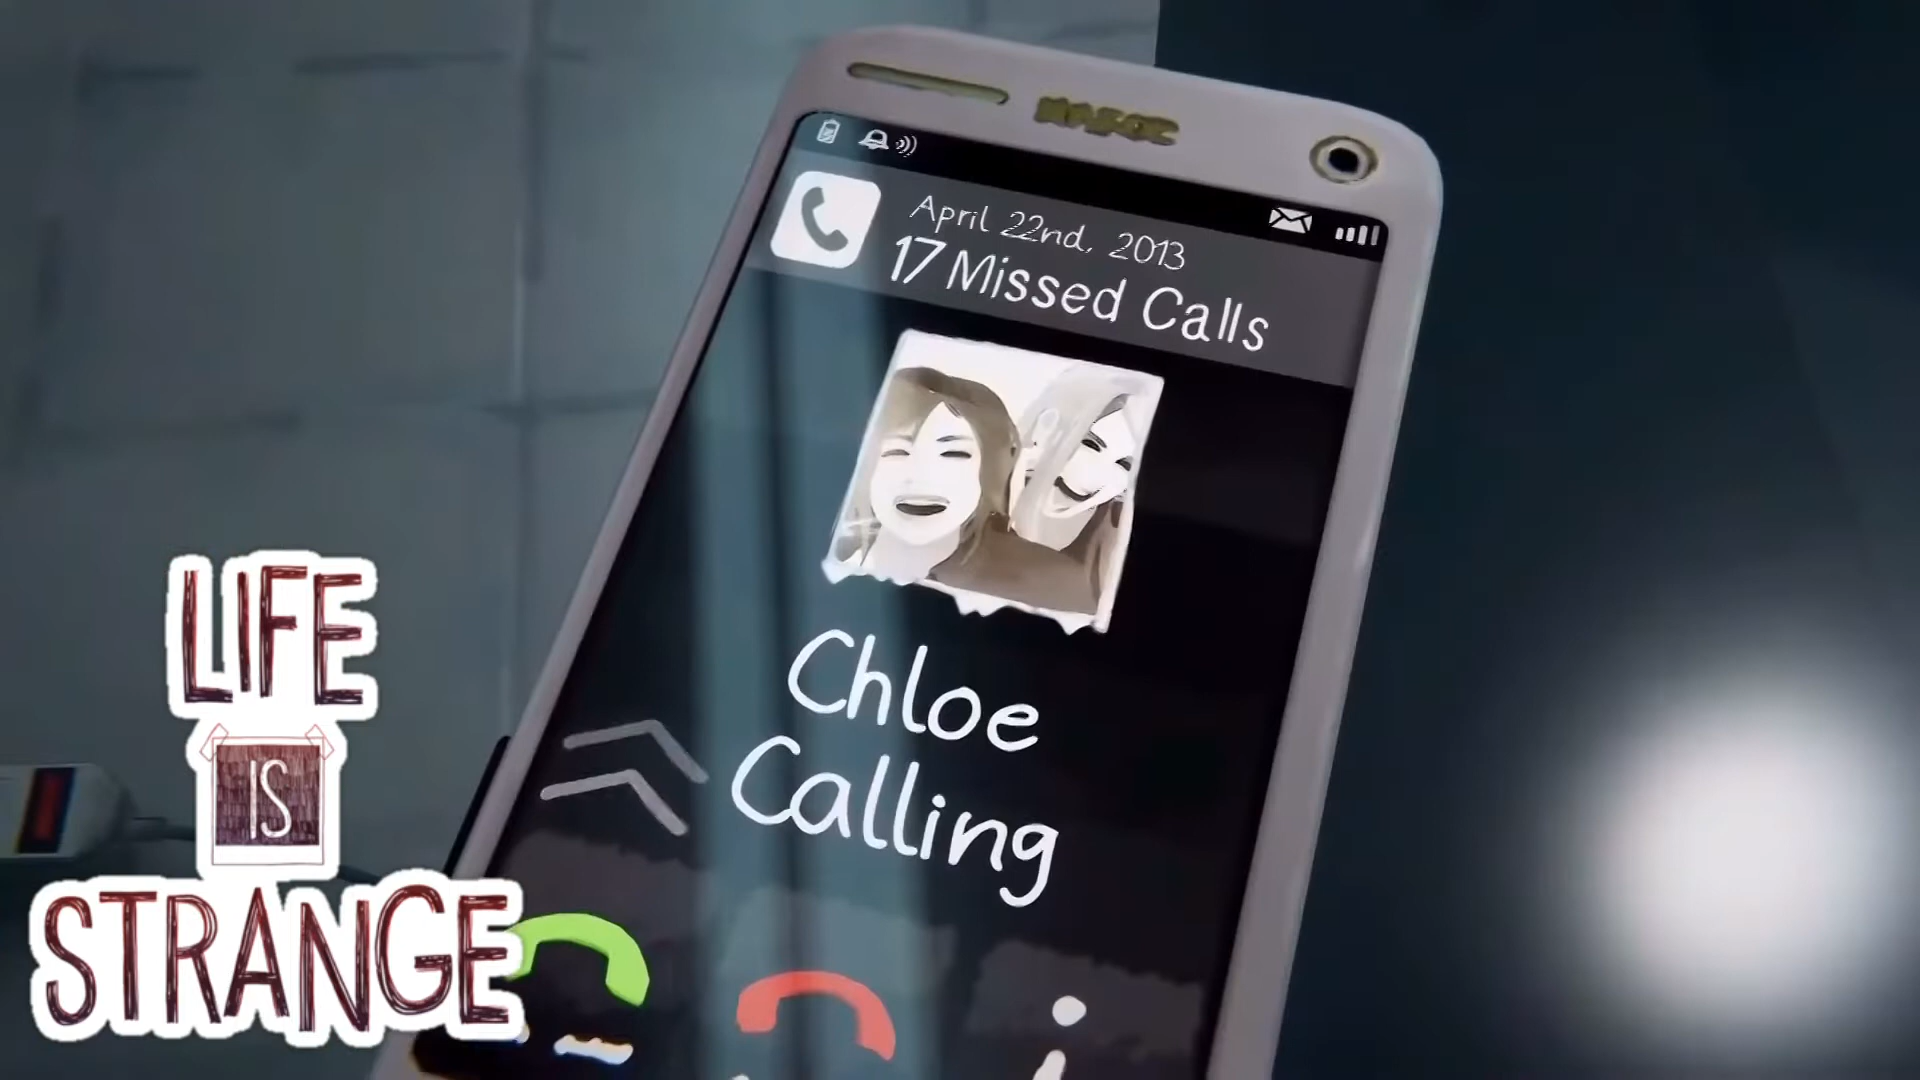 April 22nd, 2013
17 Missed Calls
Chloe
Calling
LIFE
IS
STRANGE